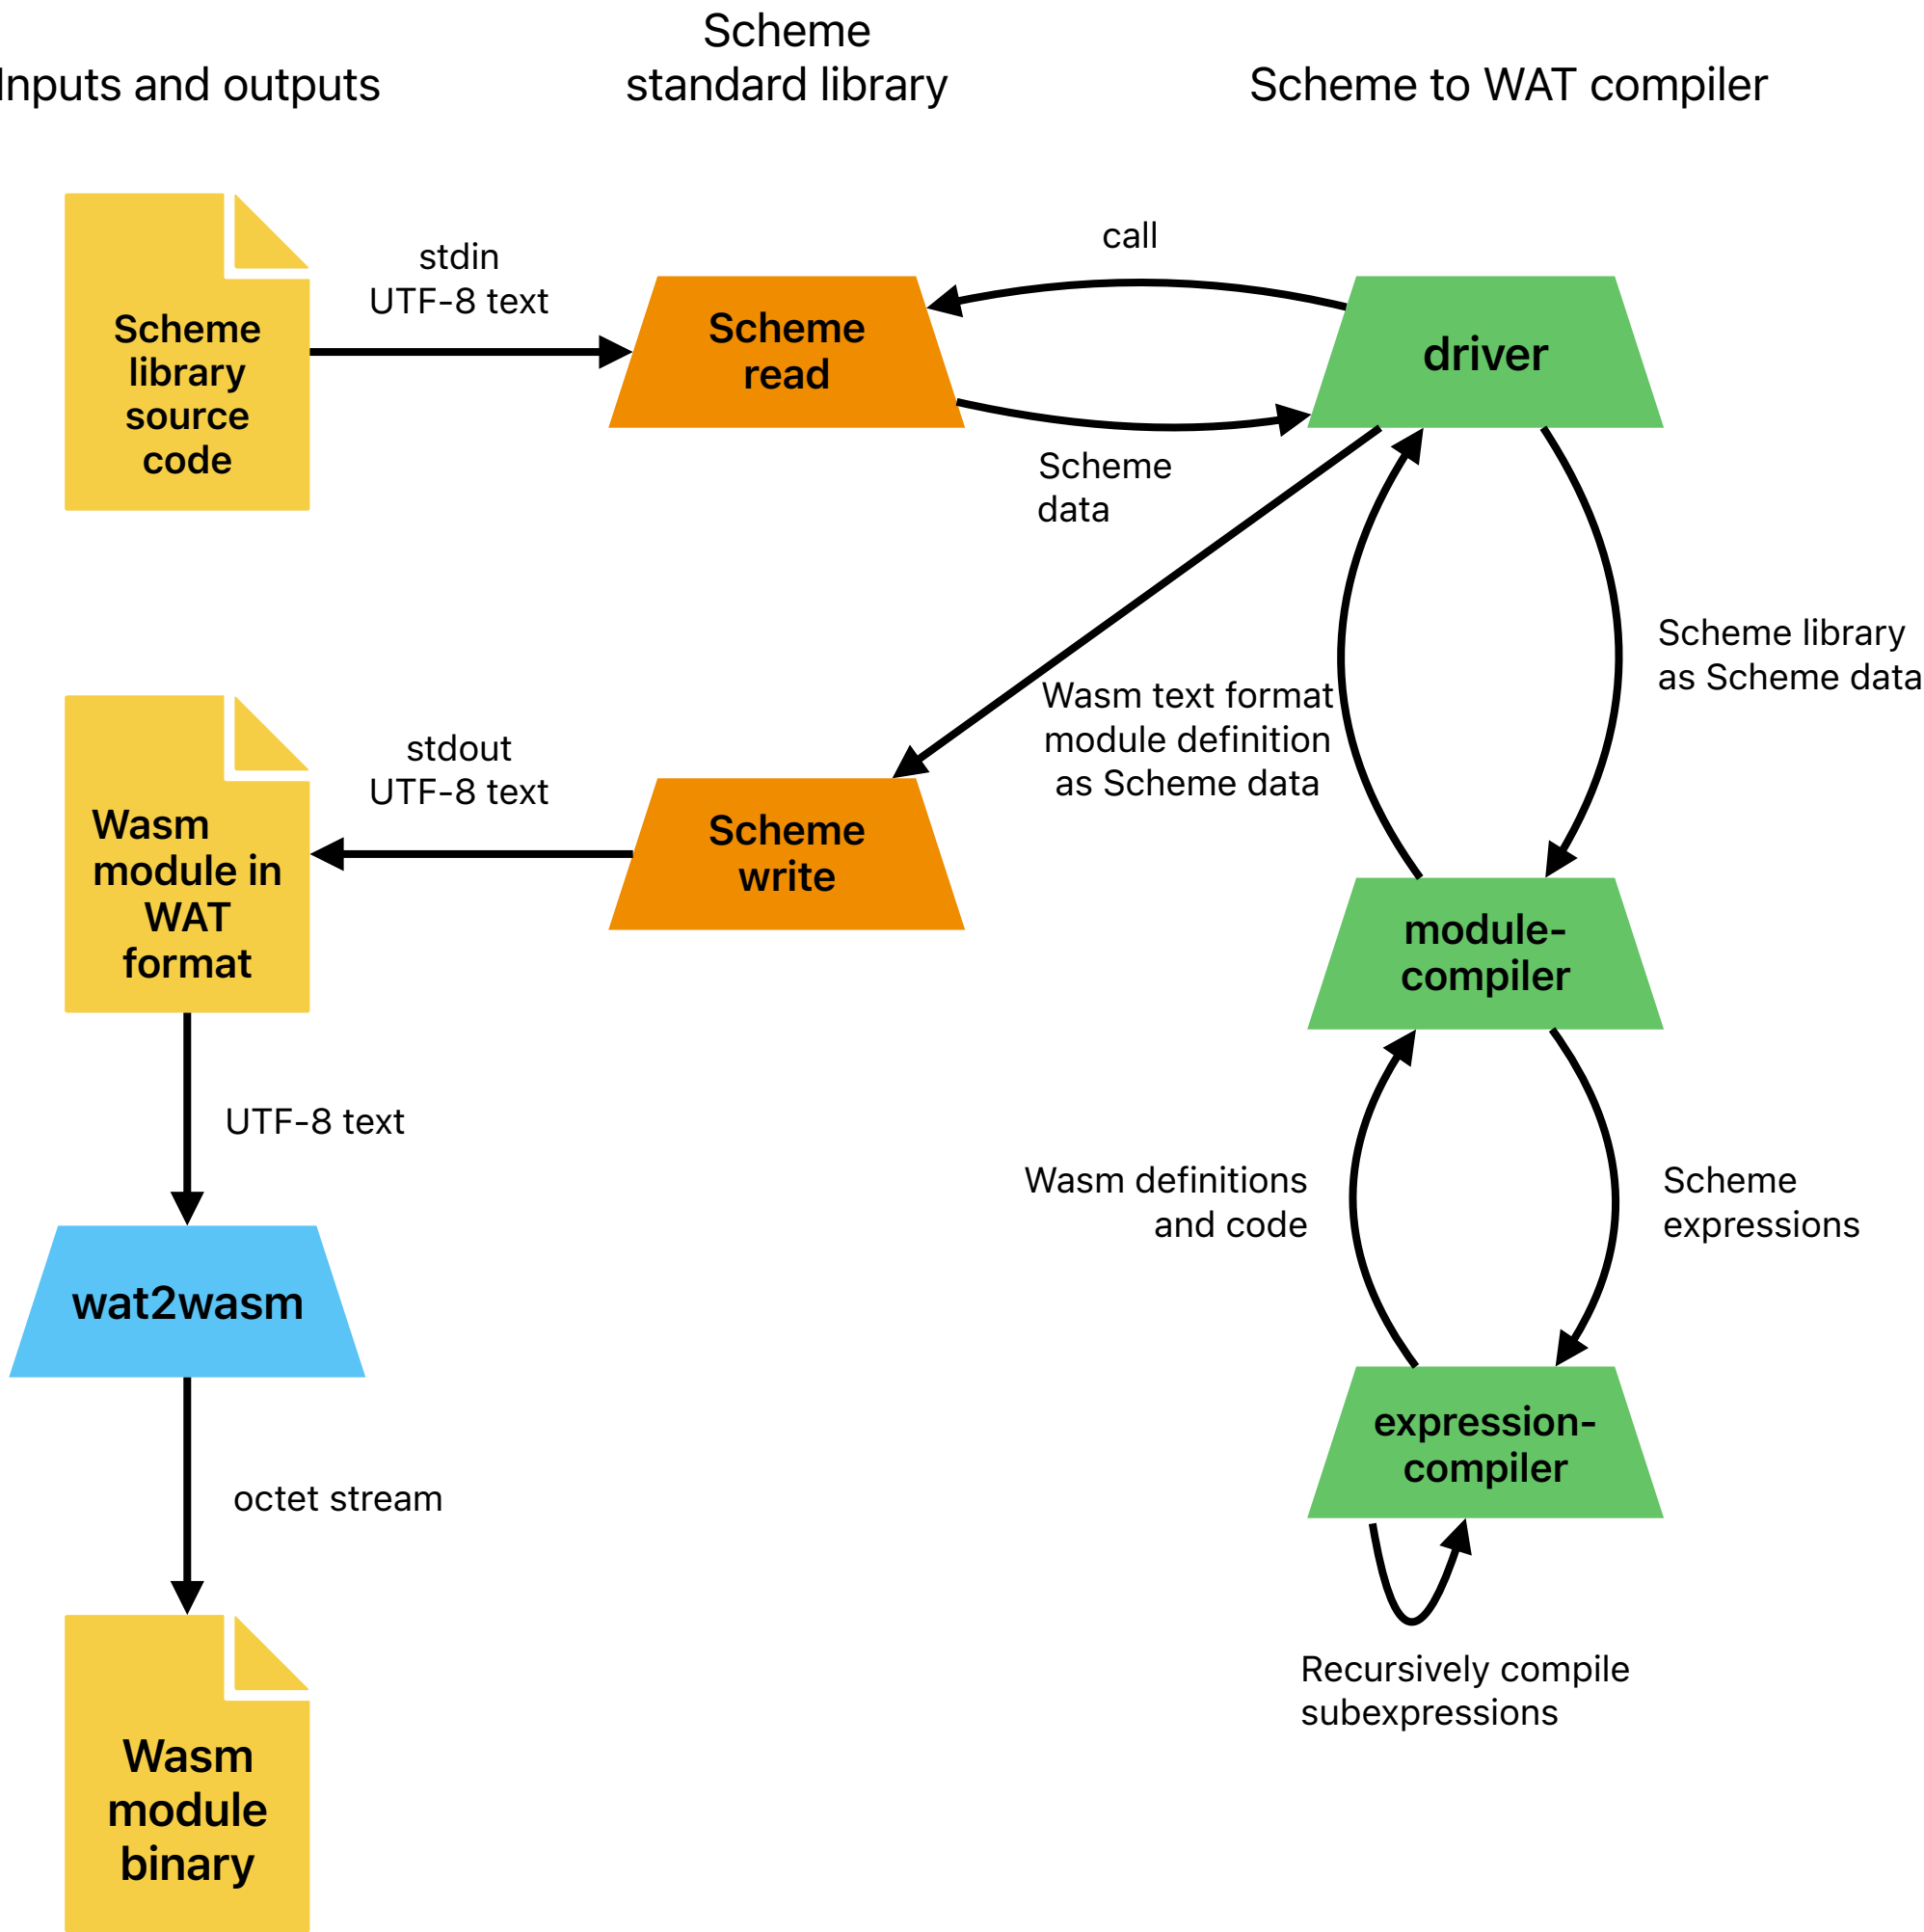 Inputs and outputs
Scheme
standard library
Scheme to WAT compiler
Scheme
library
source
code
stdin
UTF-8 text
Scheme
read
call
driver
Scheme
data
Scheme library
as Scheme data
Wasm text format
module definition
as Scheme data
Wasm
module in
WAT
format
stdout
UTF-8 text
Scheme
write
module-
compiler
UTF-8 text
Wasm definitions
and code
Scheme
expressions
wat2wasm
expression-
compiler
octet stream
Recursively compile
subexpressions
Wasm
module
binary